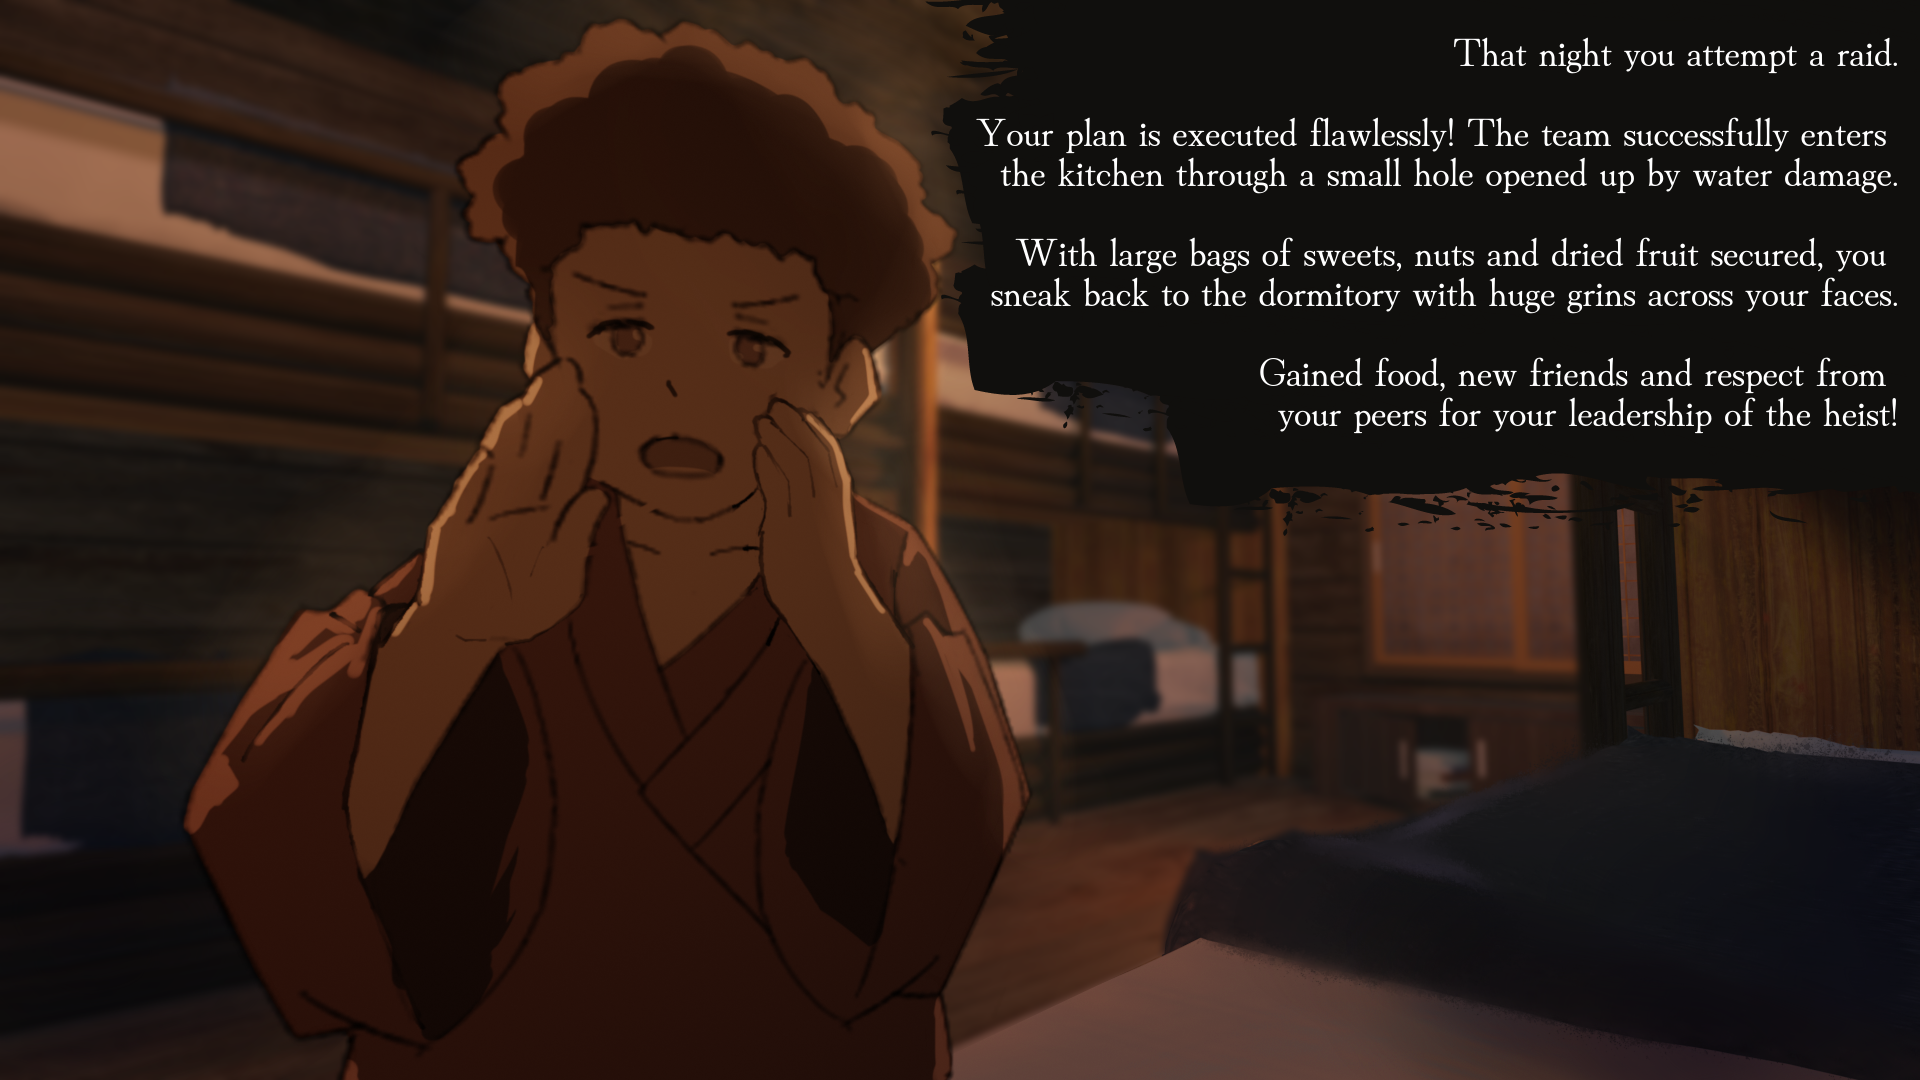 That night you attempt a raid.
Your plan is executed flawlessly! The team successfully enters
the kitchen through a small hole opened up by water damage.
With large bags of sweets, nuts and dried fruit secured, you
sneak back to the dormitory with huge grins across your faces.
Gained food, new friends and respect from
your peers for your leadership of the heist!